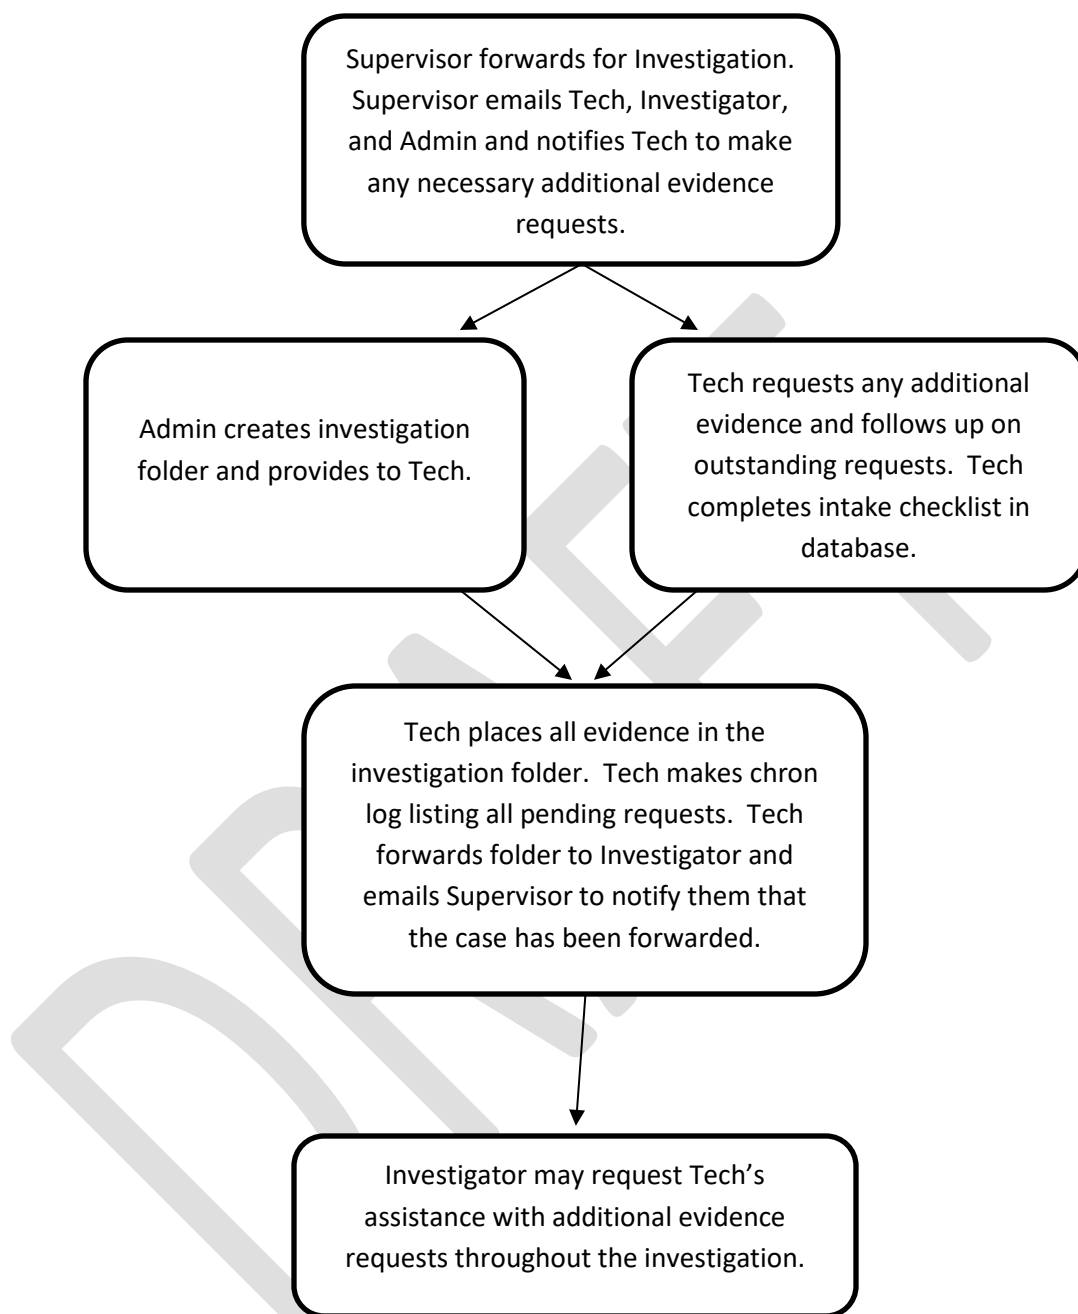 Supervisor forwards for Investigation.
Supervisor emails Tech, Investigator,
and Admin and notifies Tech to make
any necessary additional evidence
requests.
Admin creates investigation
folder and provides to Tech.
Tech requests any additional
evidence and follows up on
outstanding requests.  Tech
completes intake checklist in
database.
Tech places all evidence in the
investigation folder.  Tech makes chron
log listing all pending requests.  Tech
forwards folder to Investigator and
emails Supervisor to notify them that
the case has been forwarded.
Investigator may request Tech’s
assistance with additional evidence
requests throughout the investigation.
DRAFT